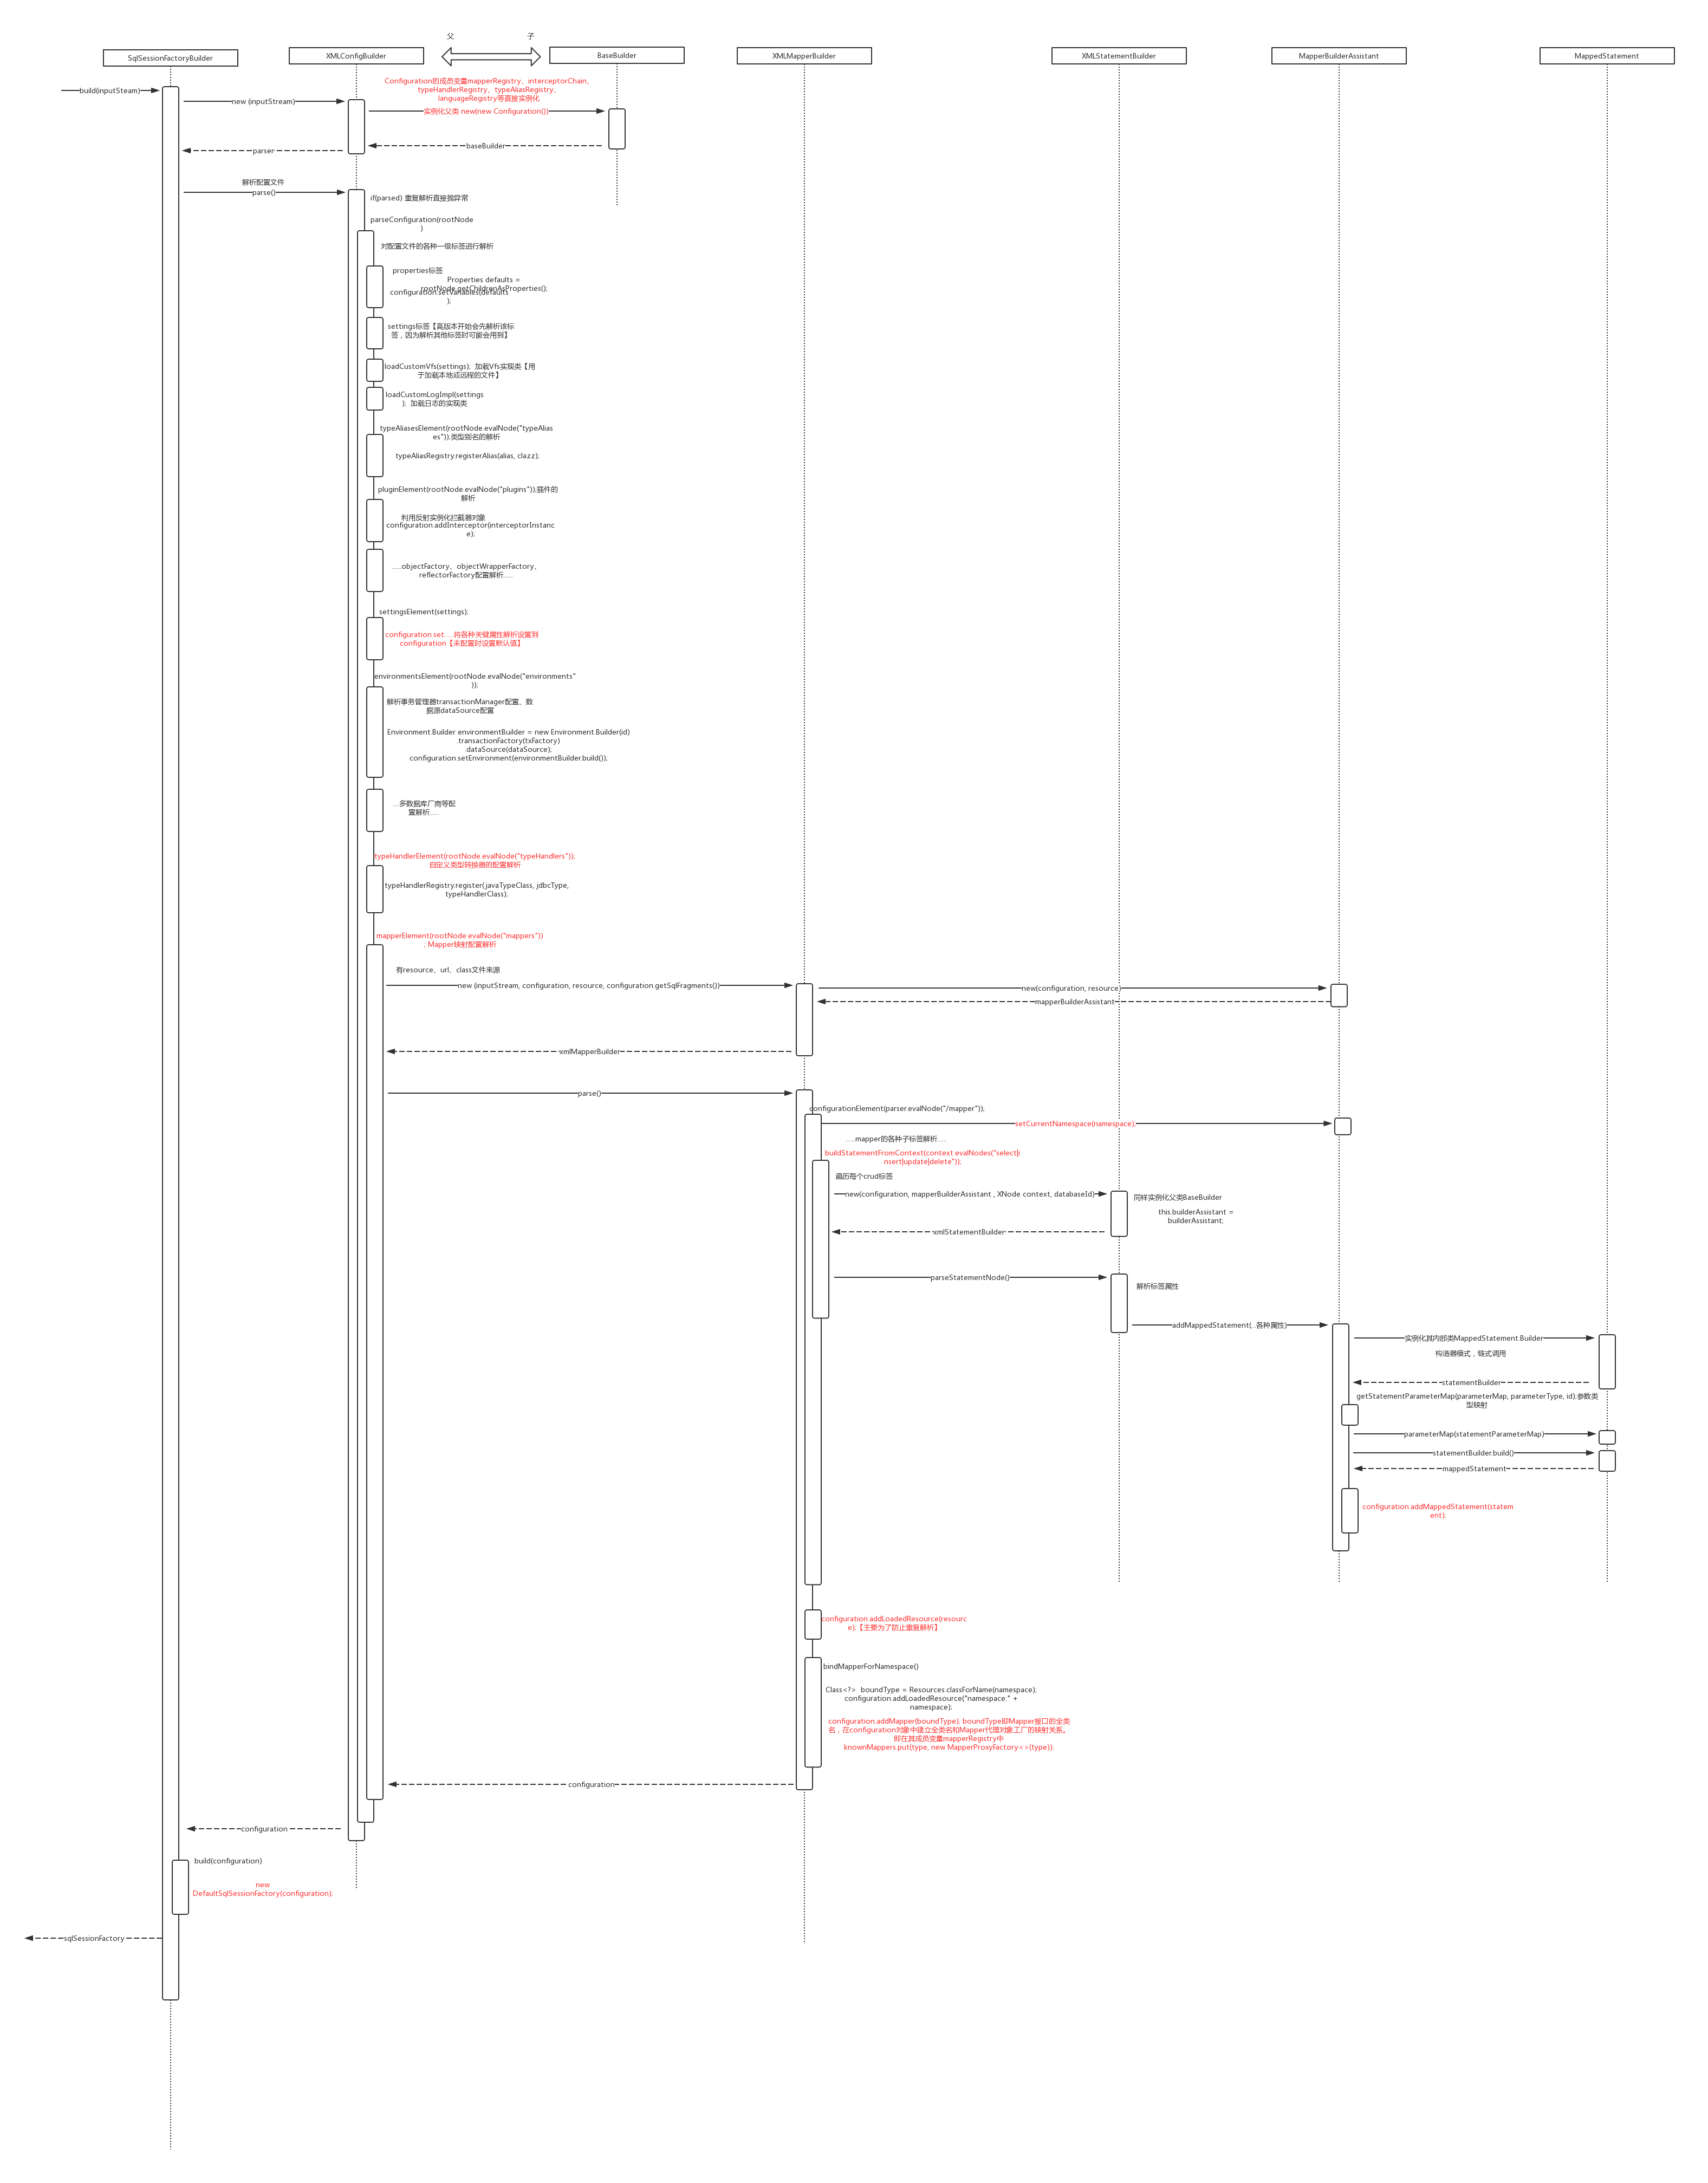 父
子
SqlSessionFactoryBuilder
XMLConfigBuilder
BaseBuilder
XMLMapperBuilder
XMLStatementBuilder
MapperBuilderAssistant
MappedStatement
Configuration的成员变量mapperRegistry、interceptorChain、
typeHandlerRegistry、typeAliasRegistry、
languageRegistry等直接实例化
build(inputSteam)
new (inputStream)
实例化父类 new(new Configuration())
baseBuilder
parser
解析配置文件
parse()
if(parsed) 重复解析直接抛异常
parseConfiguration(rootNode
)
对配置文件的各种一级标签进行解析
properties标签
Properties defaults =
rootNode.getChildrenAsProperties();
configuration.setVariables(defaults
);
settings标签【高版本开始会先解析该标
签，因为解析其他标签时可能会用到】
loadCustomVfs(settings);  加载Vfs实现类【用
于加载本地或远程的文件】
loadCustomLogImpl(settings
);  加载日志的实现类
typeAliasesElement(rootNode.evalNode("typeAlias
es"));类型别名的解析
typeAliasRegistry.registerAlias(alias, clazz);
pluginElement(rootNode.evalNode("plugins"));插件的
解析
利用反射实例化拦截器对象
configuration.addInterceptor(interceptorInstanc
e);
......objectFactory、objectWrapperFactory、
reflectorFactory配置解析......
settingsElement(settings);
configuration.set......将各种关键属性解析设置到
configuration【未配置时设置默认值】
environmentsElement(rootNode.evalNode("environments"
));
解析事务管理器transactionManager配置、数
据源dataSource配置
Environment.Builder environmentBuilder = new Environment.Builder(id)
.transactionFactory(txFactory)
.dataSource(dataSource);
configuration.setEnvironment(environmentBuilder.build());
....多数据库厂商等配
置解析......
typeHandlerElement(rootNode.evalNode("typeHandlers"));
自定义类型转换器的配置解析
typeHandlerRegistry.register(javaTypeClass, jdbcType,
typeHandlerClass);
mapperElement(rootNode.evalNode("mappers"))
; Mapper映射配置解析
有resource、url、class文件来源
new (inputStream, configuration, resource, configuration.getSqlFragments())
new(configuration, resource)
mapperBuilderAssistant
xmlMapperBuilder
parse()
configurationElement(parser.evalNode("/mapper"));
setCurrentNamespace(namespace);
......mapper的各种子标签解析......
buildStatementFromContext(context.evalNodes("select|i
nsert|update|delete"));
遍历每个crud标签
new(configuration, mapperBuilderAssistant , XNode context, databaseId)
同样实例化父类BaseBuilder
this.builderAssistant =
builderAssistant;
xmlStatementBuilder
parseStatementNode()
解析标签属性
addMappedStatement(...各种属性)
实例化其内部类MappedStatement.Builder
构造器模式，链式调用
statementBuilder
getStatementParameterMap(parameterMap, parameterType, id);参数类
型映射
parameterMap(statementParameterMap)
statementBuilder.build()
mappedStatement
configuration.addMappedStatement(statem
ent);
configuration.addLoadedResource(resourc
e);【主要为了防止重复解析】
bindMapperForNamespace()
Class<?>  boundType = Resources.classForName(namespace);
configuration.addLoadedResource("namespace:" +
namespace);
configuration.addMapper(boundType); boundType即Mapper接口的全类
名，在configuration对象中建立全类名和Mapper代理对象工厂的映射关系。
即在其成员变量mapperRegistry中
knownMappers.put(type, new MapperProxyFactory<>(type));
configuration
configuration
build(configuration)
new
DefaultSqlSessionFactory(configuration);
sqlSessionFactory